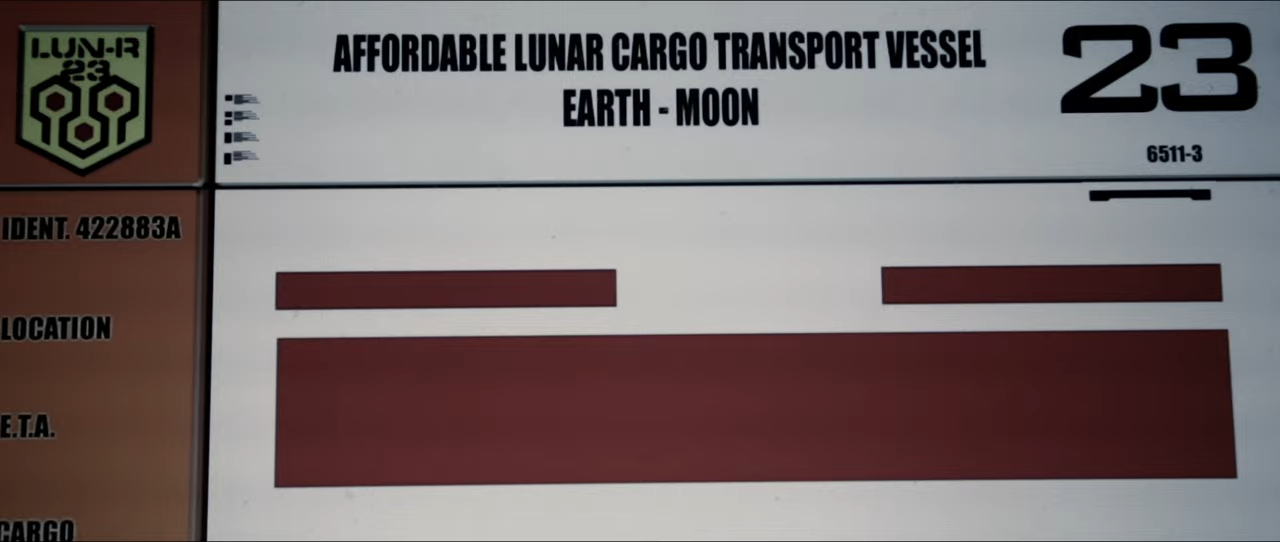 LUN-R
23
AFFORDABLE LUNAR CARGO TRANSPORT VESSEL
EARTH - MOON
23
6511-3
IDENT. 422883A
LOCATION
E.T.A.
CARGO